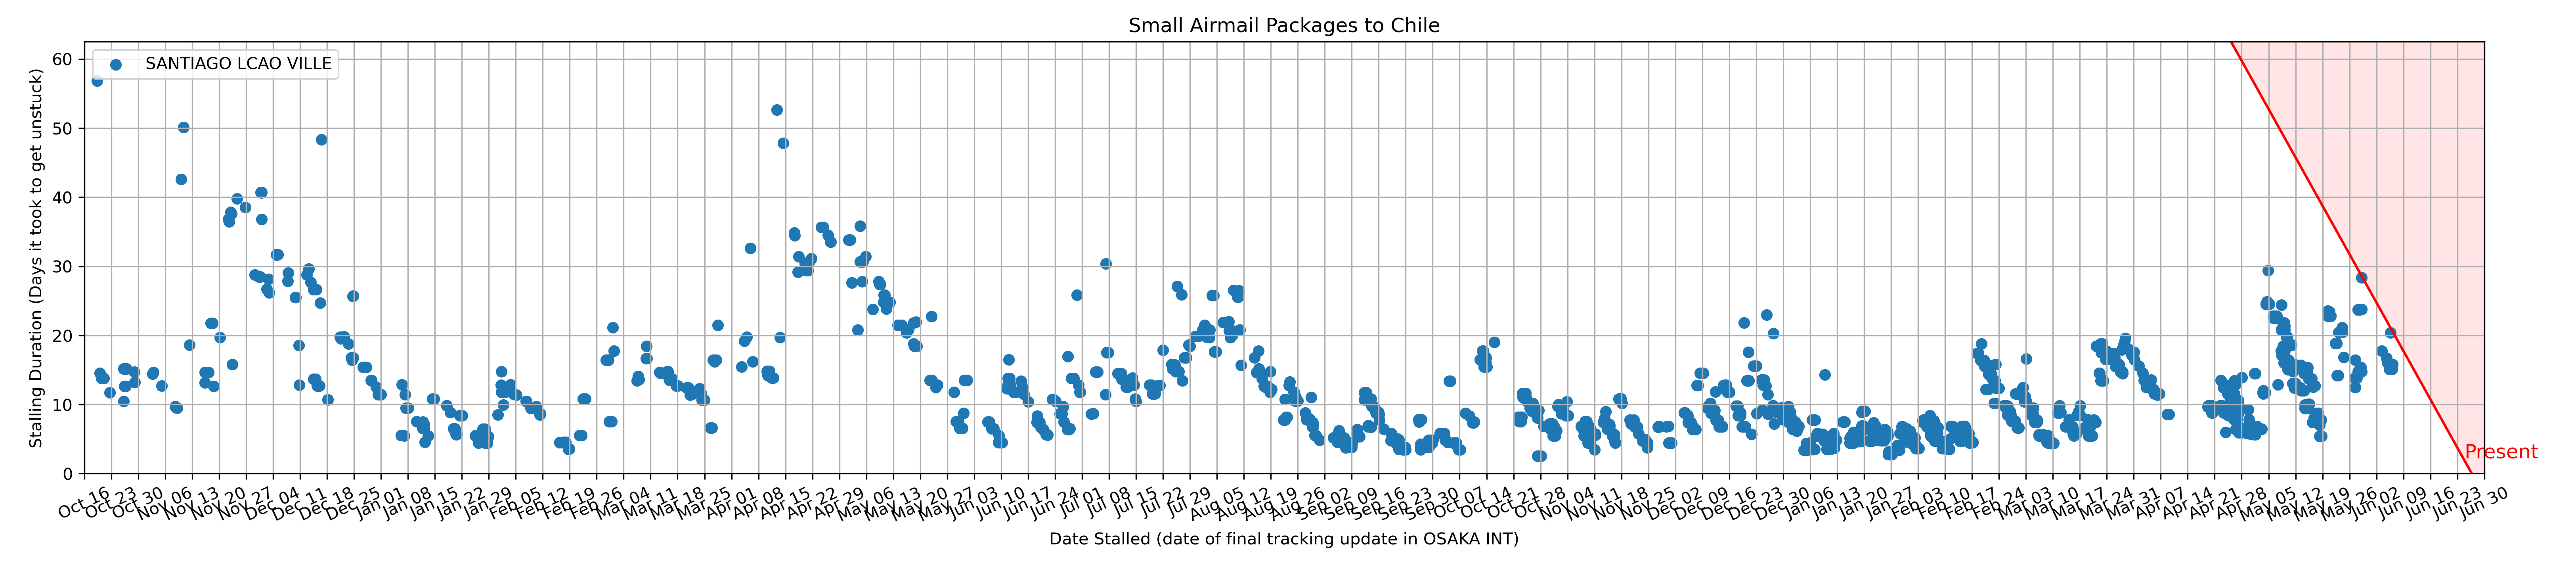 Small Airmail Packages to Chile
SANTIAGO LCAO VILLE
60
50
40
30
20
10
0
Stalling Duration (Days it took to get unstuck)
Present
Oct 16
Oct 23
Oct 30
Nov 06
Nov 13
Nov 20
Nov 27
Dec 04
Dec 11
Dec 18
Dec 25
Jan 01
Jan 08
Jan 15
Jan 22
Jan 29
Feb 05
Feb 12
Feb 19
Feb 26
Mar 04
Mar 11
Mar 18
Mar 25
Apr 01
Apr 08
Apr 15
Apr 22
Apr 29
May 06
May 13
May 20
May 27
Jun 03
Jun 10
Jun 17
Jun 24
Jul 01
Jul 08
Jul 15
Jul 22
Jul 29
Aug 05
Aug 12
Aug 19
Aug 26
Sep 02
Sep 09
Sep 16
Sep 23
Sep 30
Oct 07
Oct 14
Oct 21
Oct 28
Nov 04
Nov 11
Nov 18
Nov 25
Dec 02
Dec 09
Dec 16
Dec 23
Dec 30
Jan 06
Jan 13
Jan 20
Jan 27
Feb 03
Feb 10
Feb 17
Feb 24
Mar 03
Mar 10
Mar 17
Mar 24
Mar 31
Apr 07
Apr 14
Apr 21
Apr 28
May 05
May 12
May 19
May 26
Jun 02
Jun 09
Jun 16
Jun 23
Jun 30
Date Stalled (date of final tracking update in OSAKA INT)